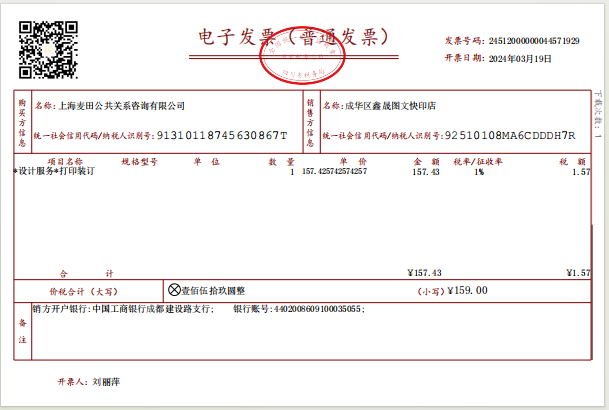 电子发票（普通发票）
发票号码: 24512000000044571929
开票日期: 2024年03月19日
购买方信息
名称: 上海麦田公共关系咨询有限公司
统一社会信用代码/纳税人识别号: 91310118745630867T
销售方信息
名称: 成华区鑫晟图文快印店
统一社会信用代码/纳税人识别号: 92510108MA6CDDDH7R
下载次数: 1
项目名称 规格型号 单 位 数 量 单 价 金 额 税率/征收率 税 额
*设计服务*打印装订 1 157.425742574257 157.43 1% 1.57
合 计 ¥157.43 ¥1.57
价税合计（大写） ⊗壹佰伍拾玖圆整 （小写）¥159.00
备注
销方开户银行:中国工商银行成都建设路支行; 银行账号:4402008609100035055;
开票人: 刘丽萍